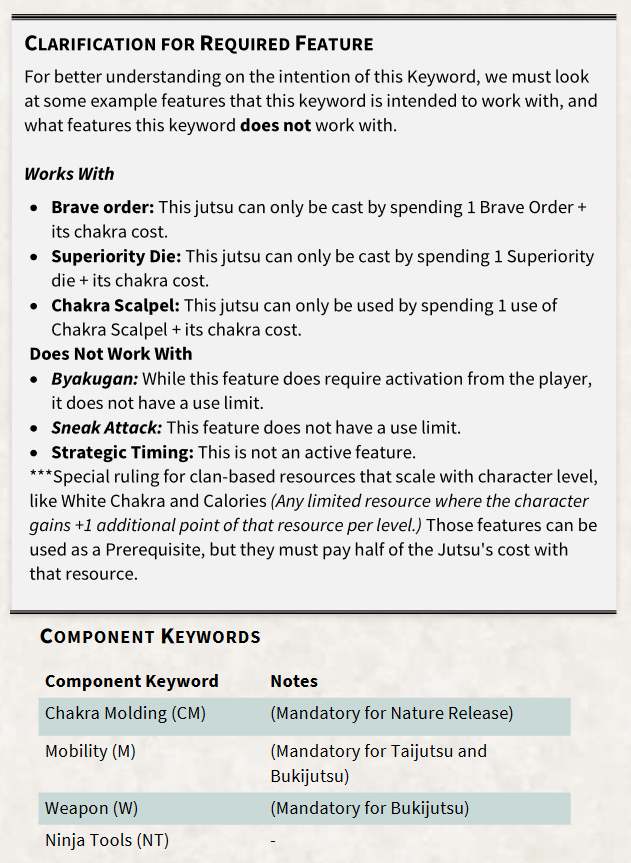 CLARIFICATION FOR REQUIRED FEATURE
For better understanding on the intention of this Keyword, we must look
at some example features that this keyword is intended to work with, and
what features this keyword does not work with.
Works With
• Brave order: This jutsu can only be cast by spending 1 Brave Order +
its chakra cost.
• Superiority Die: This jutsu can only be cast by spending 1 Superiority
die + its chakra cost.
• Chakra Scalpel: This jutsu can only be used by spending 1 use of
Chakra Scalpel + its chakra cost.
Does Not Work With
• Byakugan: While this feature does require activation from the player,
it does not have a use limit.
• Sneak Attack: This feature does not have a use limit.
• Strategic Timing: This is not an active feature.
***Special ruling for clan-based resources that scale with character level,
like White Chakra and Calories (Any limited resource where the character
gains +1 additional point of that resource per level.) Those features can be
used as a Prerequisite, but they must pay half of the Jutsu's cost with
that resource.
COMPONENT KEYWORDS
Component Keyword Notes
Chakra Molding (CM) (Mandatory for Nature Release)
Mobility (M) (Mandatory for Taijutsu and
Bukijutsu)
Weapon (W) (Mandatory for Bukijutsu)
Ninja Tools (NT) -